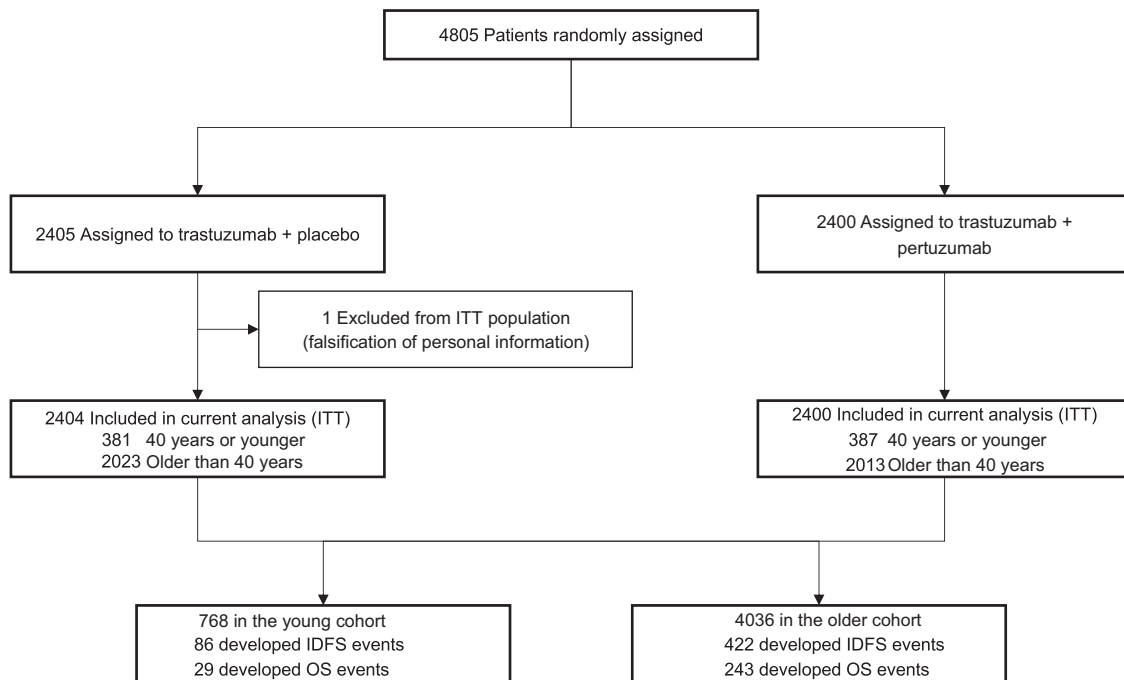 4805 Patients randomly assigned
2405 Assigned to trastuzumab + placebo
2400 Assigned to trastuzumab +
pertuzumab
1 Excluded from ITT population
(falsification of personal information)
2404 Included in current analysis (ITT)
381 40 years or younger
2023 Older than 40 years
2400 Included in current analysis (ITT)
387 40 years or younger
2013 Older than 40 years
768 in the young cohort
86 developed IDFS events
29 developed OS events
4036 in the older cohort
422 developed IDFS events
243 developed OS events